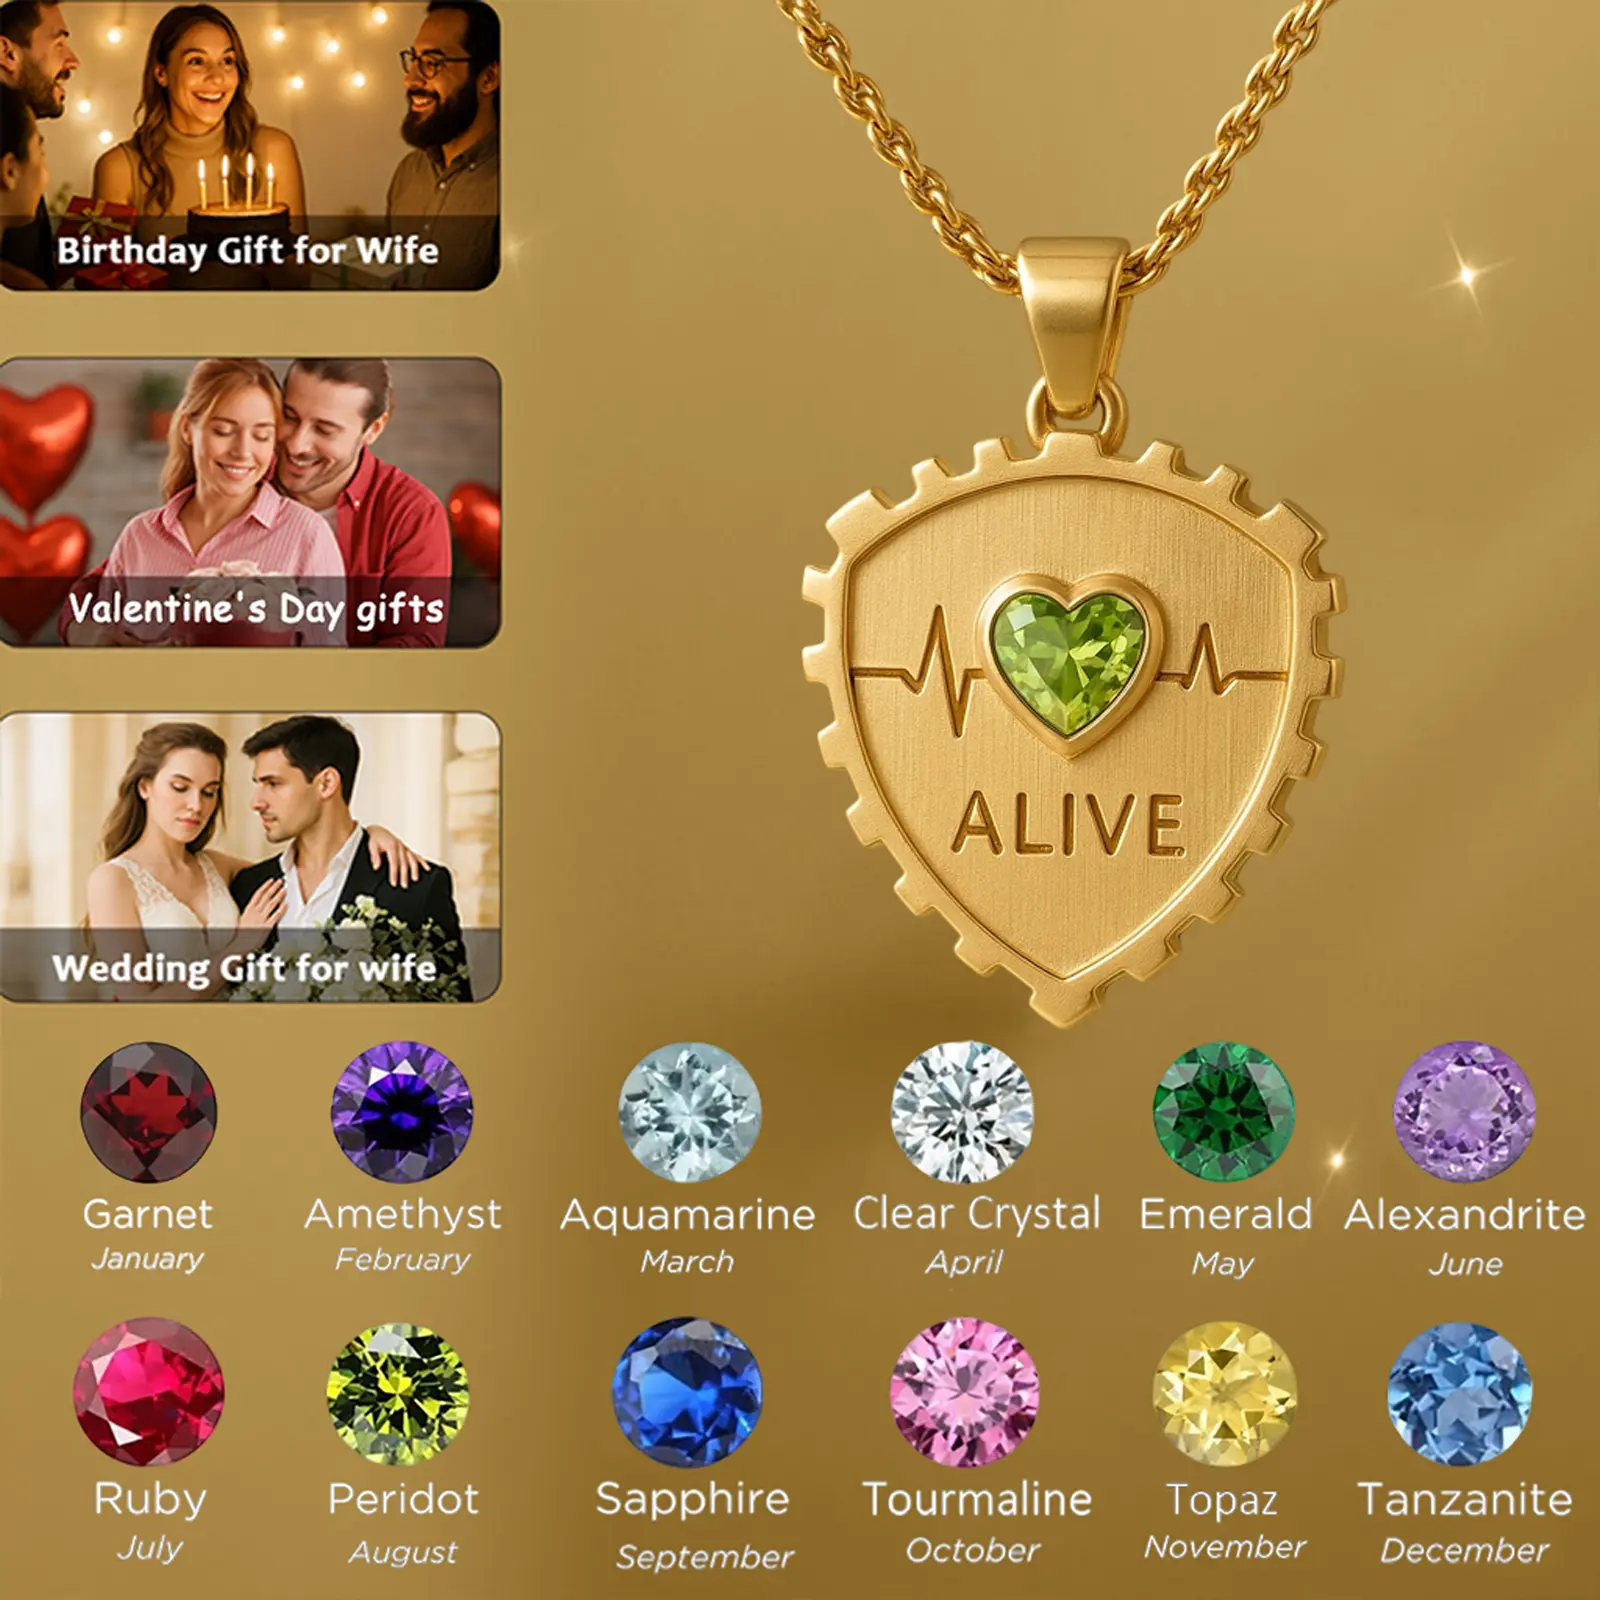 Birthday Gift for Wife
Valentine's Day gifts
Wedding Gift for wife
ALIVE
Garnet
January
Amethyst
February
Aquamarine
March
Clear Crystal
April
Emerald
May
Alexandrite
June
Ruby
July
Peridot
August
Sapphire
September
Tourmaline
October
Topaz
November
Tanzanite
December